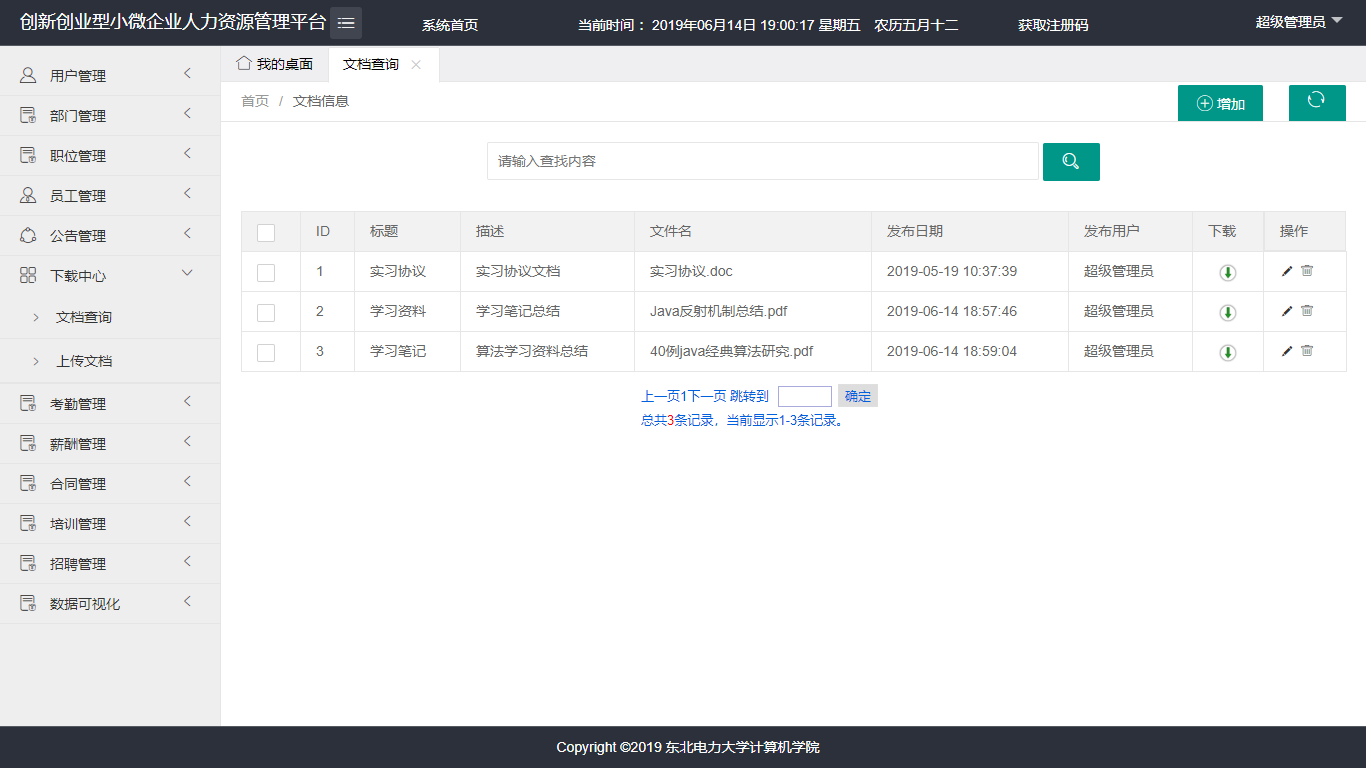 创新创业型小微企业人力资源管理平台 系统首页 当前时间： 2019年06月14日 19:00:17 星期五 农历五月十二 获取注册码 超级管理员
用户管理
部门管理
职位管理
员工管理
公告管理
下载中心
文档查询
上传文档
考勤管理
薪酬管理
合同管理
培训管理
招聘管理
数据可视化
我的桌面 文档查询
首页 / 文档信息 增加
请输入查找内容
ID 标题 描述 文件名 发布日期 发布用户 下载 操作
1 实习协议 实习协议文档 实习协议.doc 2019-05-19 10:37:39 超级管理员
2 学习资料 学习笔记总结 Java反射机制总结.pdf 2019-06-14 18:57:46 超级管理员
3 学习笔记 算法学习资料总结 40例java经典算法研究.pdf 2019-06-14 18:59:04 超级管理员
上一页1下一页 跳转到 确定
总共3条记录，当前显示1-3条记录。
Copyright ©2019 东北电力大学计算机学院